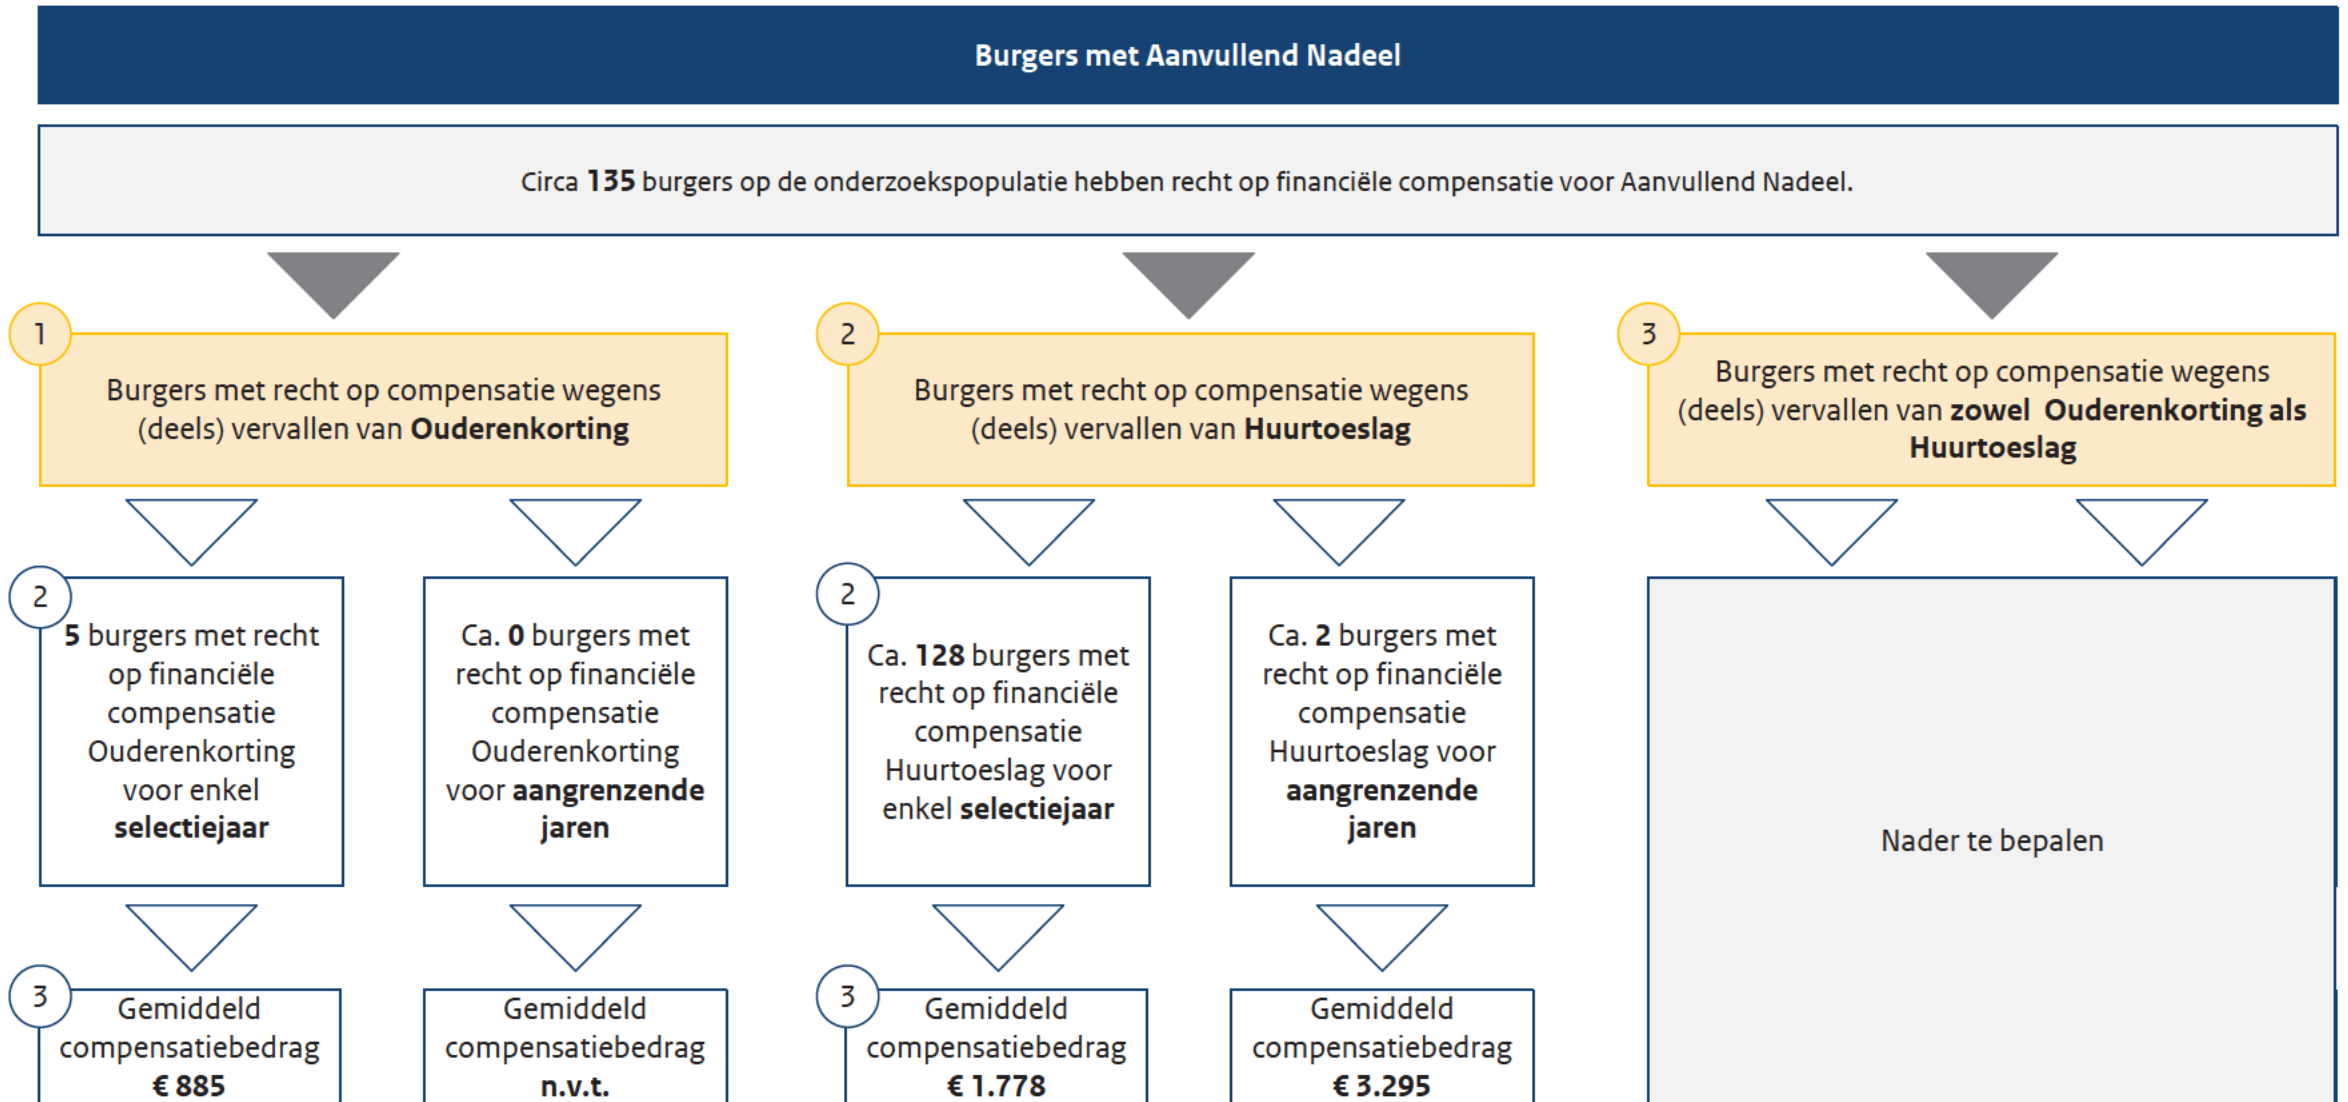 Burgers met Aanvullend Nadeel
Circa 135 burgers op de onderzoekspopulatie hebben recht op financiële compensatie voor Aanvullend Nadeel.
1
Burgers met recht op compensatie wegens
(deels) vervallen van Ouderenkorting
2
Burgers met recht op compensatie wegens
(deels) vervallen van Huurtoeslag
3
Burgers met recht op compensatie wegens
(deels) vervallen van zowel Ouderenkorting als
Huurtoeslag
2
5 burgers met recht
op financiële
compensatie
Ouderenkorting
voor enkel
selectiejaar
Ca. 0 burgers met
recht op financiële
compensatie
Ouderenkorting
voor aangrenzende
jaren
2
Ca. 128 burgers met
recht op financiële
compensatie
Huurtoeslag voor
enkel selectiejaar
Ca. 2 burgers met
recht op financiële
compensatie
Huurtoeslag voor
aangrenzende
jaren
Nader te bepalen
3
Gemiddeld
compensatiebedrag
€ 885
Gemiddeld
compensatiebedrag
n.v.t.
3
Gemiddeld
compensatiebedrag
€ 1.778
Gemiddeld
compensatiebedrag
€ 3.295